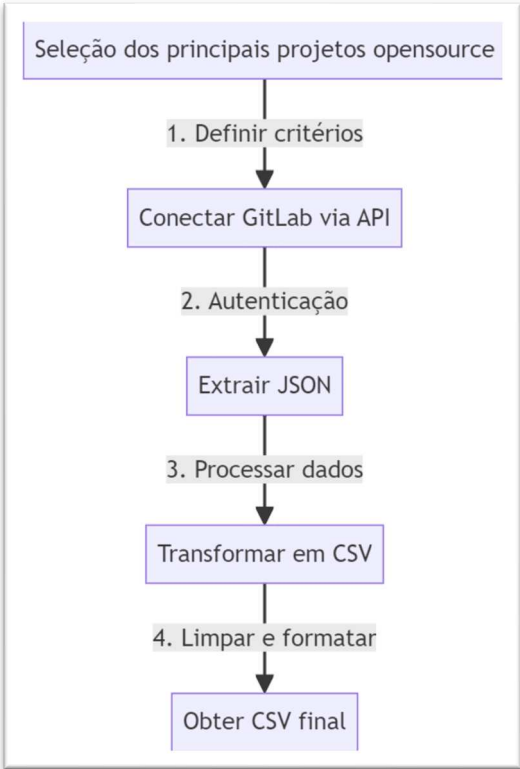 Seleção dos principais projetos opensource
1. Definir critérios
Conectar GitLab via API
2. Autenticação
Extrair JSON
3. Processar dados
Transformar em CSV
4. Limpar e formatar
Obter CSV final